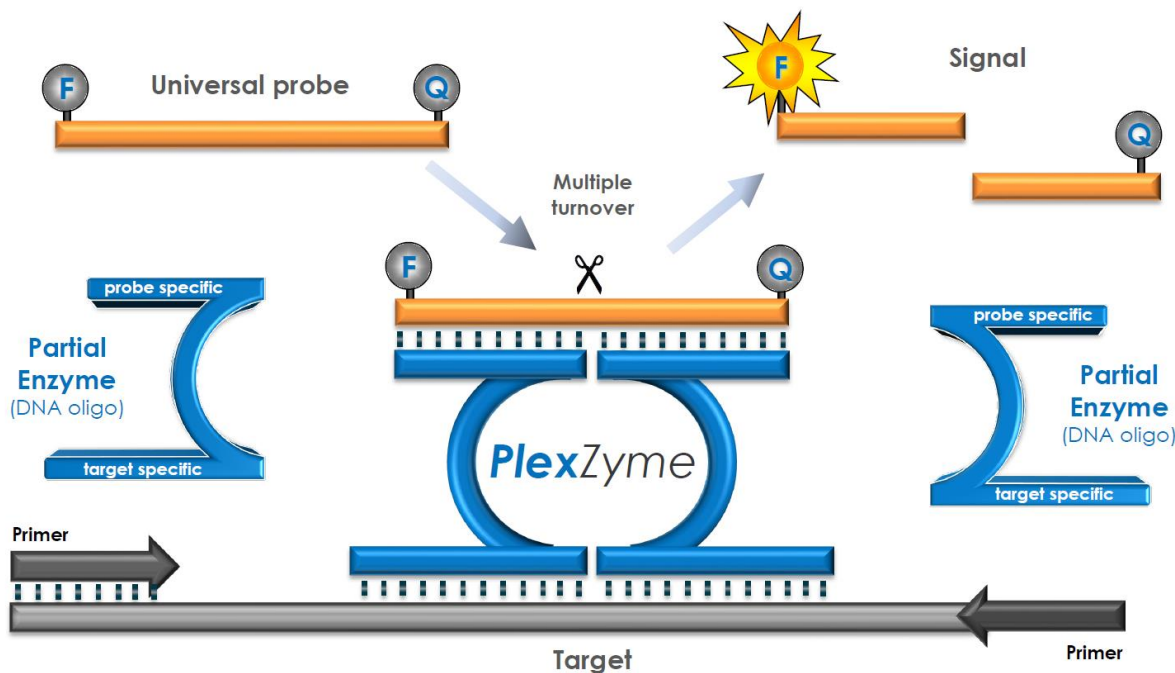 F
Universal probe
Q
F
Signal
Q
Multiple
turnover
F
Q
probe specific
Partial
Enzyme
(DNA oligo)
target specific
PlexZyme
probe specific
Partial
Enzyme
(DNA oligo)
target specific
Primer
Target
Primer